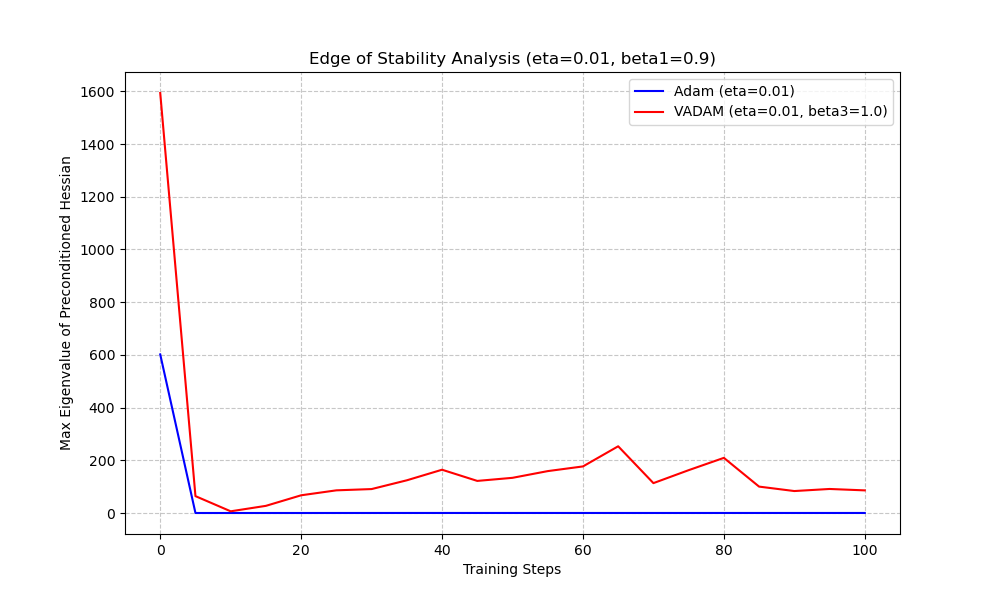 Edge of Stability Analysis (eta=0.01, beta1=0.9)
Adam (eta=0.01)
VADAM (eta=0.01, beta3=1.0)
Max Eigenvalue of Preconditioned Hessian
1600
1400
1200
1000
800
600
400
200
0
0 20 40 60 80 100
Training Steps